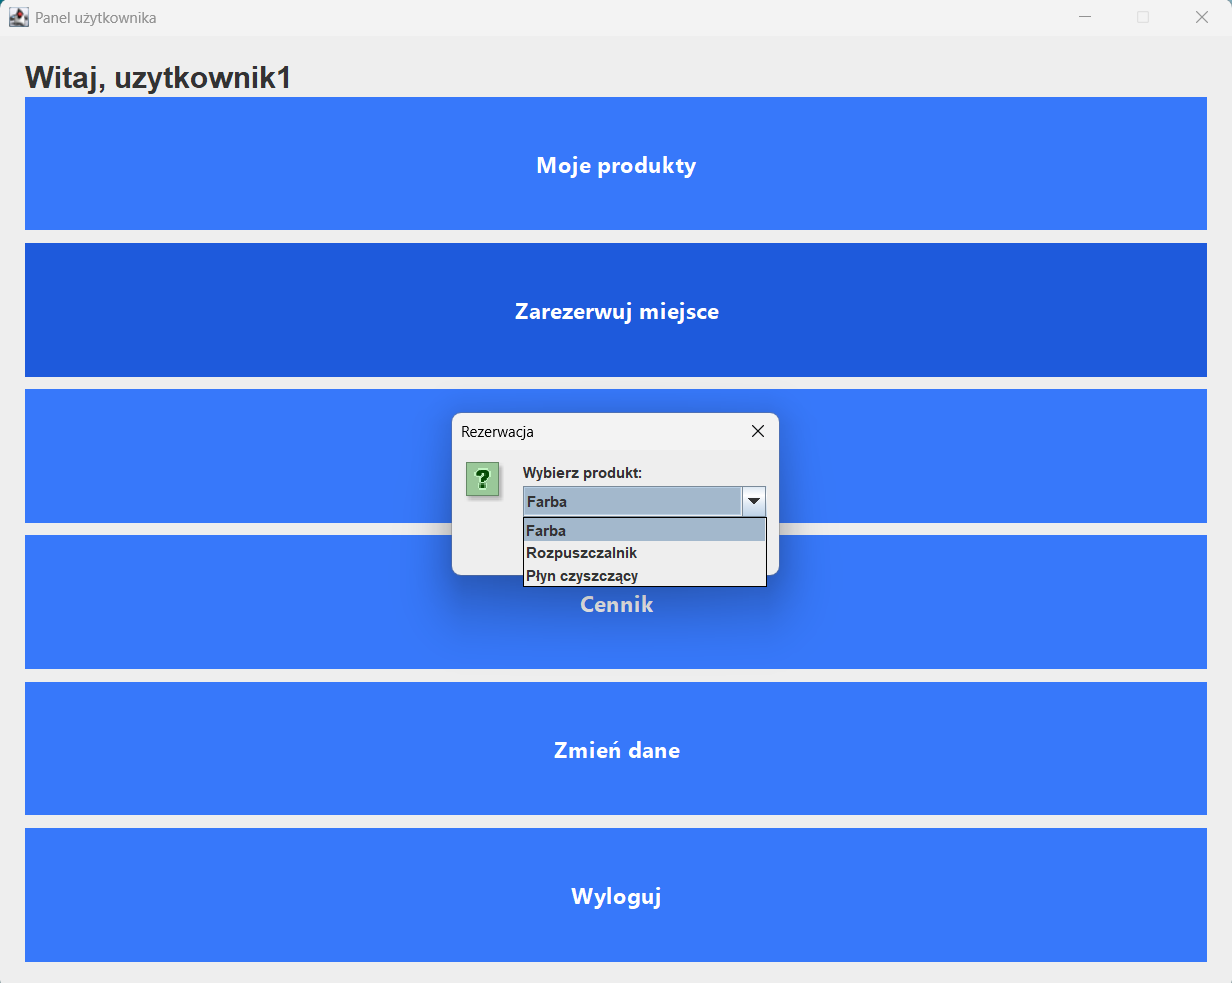 Panel użytkownika
Witaj, uzytkownik1
Moje produkty
Zarezerwuj miejsce
Rezerwacja
Wybierz produkt:
Farba
Farba
Rozpuszczalnik
Płyn czyszczący
Cennik
Zmień dane
Wyloguj